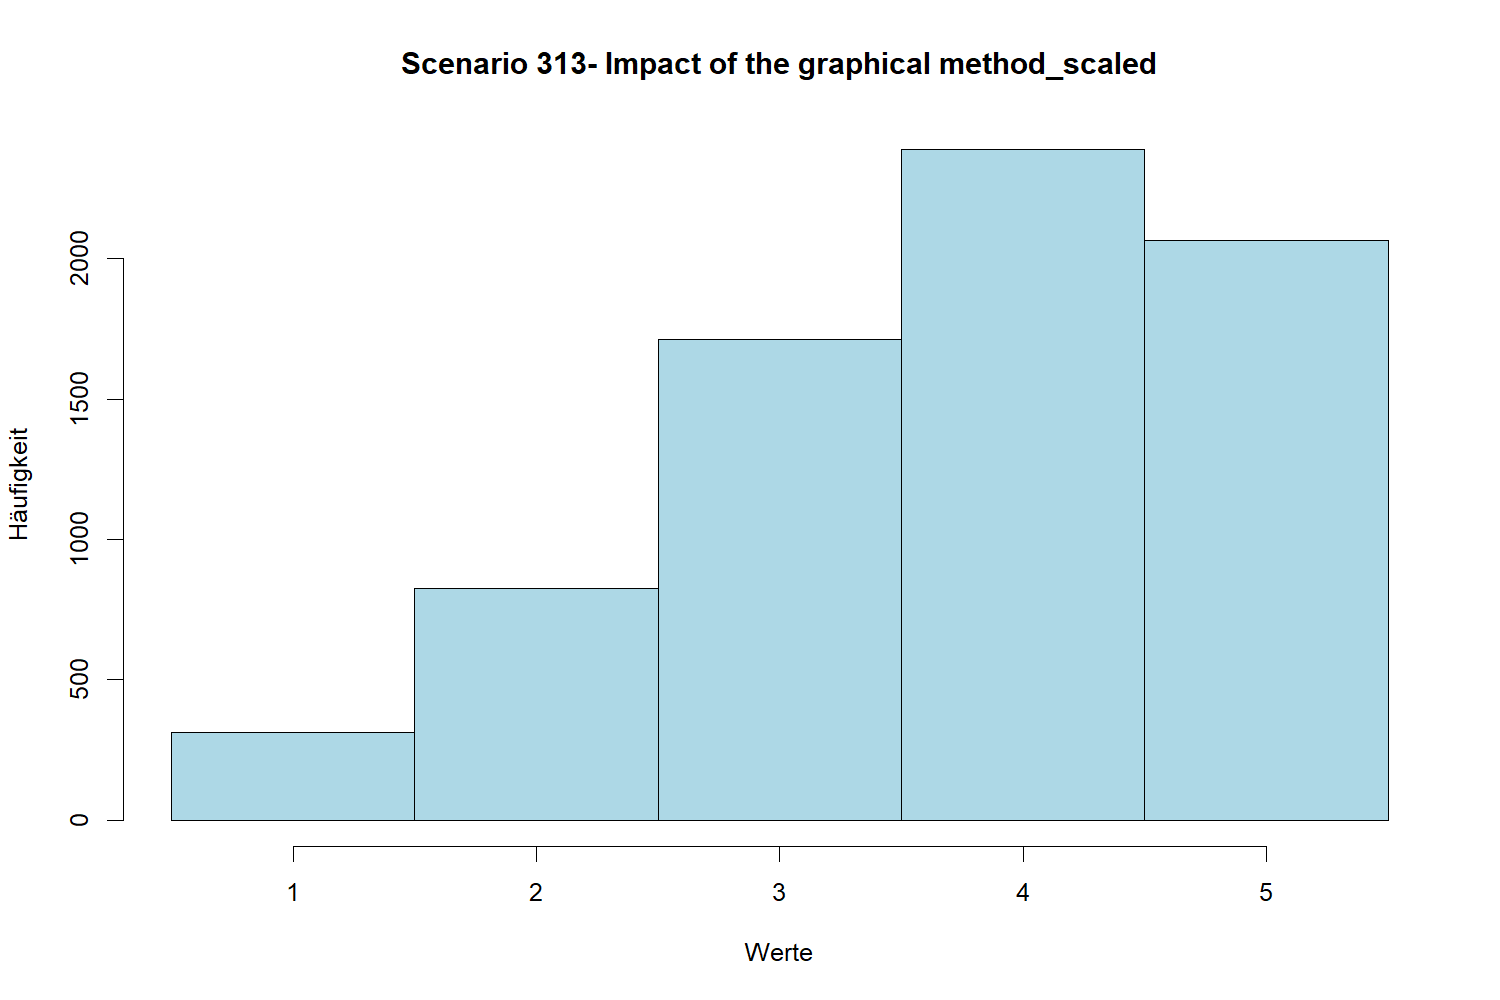 Scenario 313- Impact of the graphical method_scaled
Häufigkeit
2000
1500
1000
500
0
1 2 3 4 5
Werte